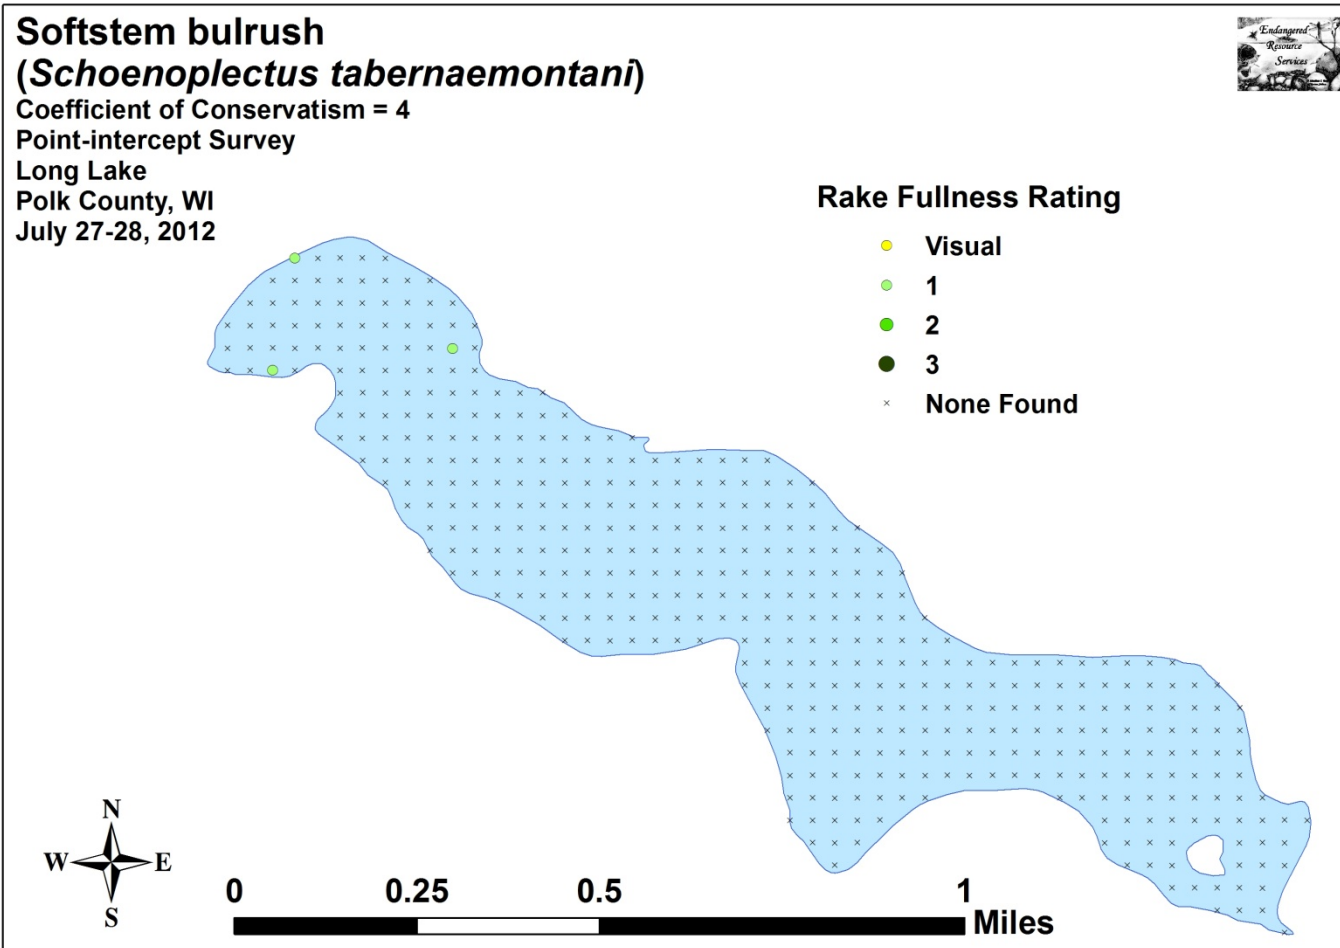 Softstem bulrush
(Schoenoplectus tabernaemontani)
Coefficient of Conservatism = 4
Point-intercept Survey
Long Lake
Polk County, WI
July 27-28, 2012
Endangered
Resource
Services
Rake Fullness Rating
Visual
1
2
3
None Found
N
W E
S
0 0.25 0.5 1
Miles